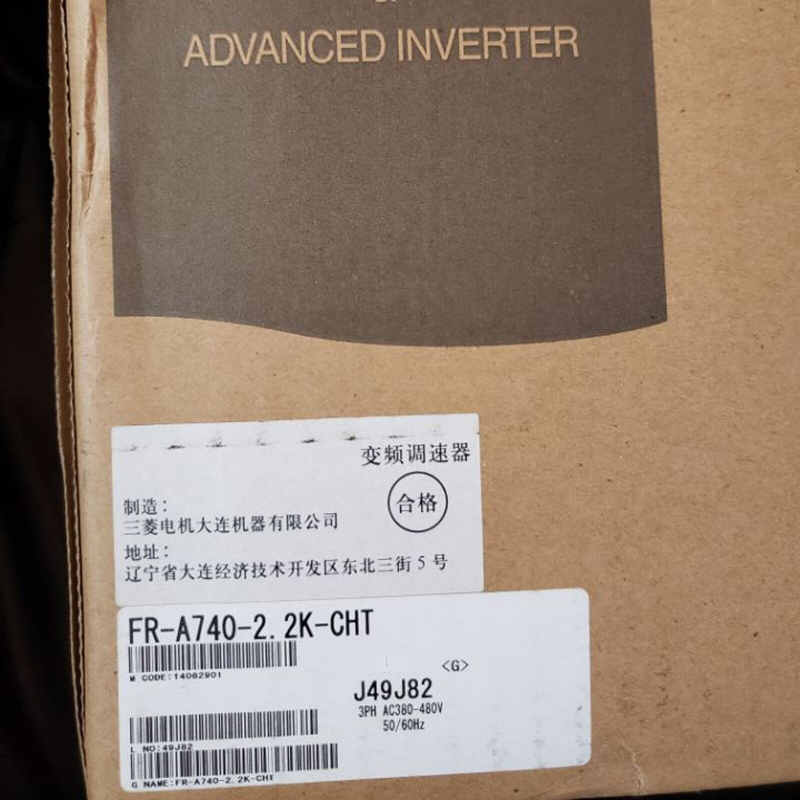 ADVANCED INVERTER
变频调速器
合格
制造：
三菱电机大连机器有限公司
地址：
辽宁省大连经济技术开发区东北三街 5 号
FR-A740-2.2K-CHT
M CODE:T4082901
<G>
J49J82
3PH AC380-480V
50/60Hz
L NO:49J82
G NAME:FR-A740-2.2K-CHT